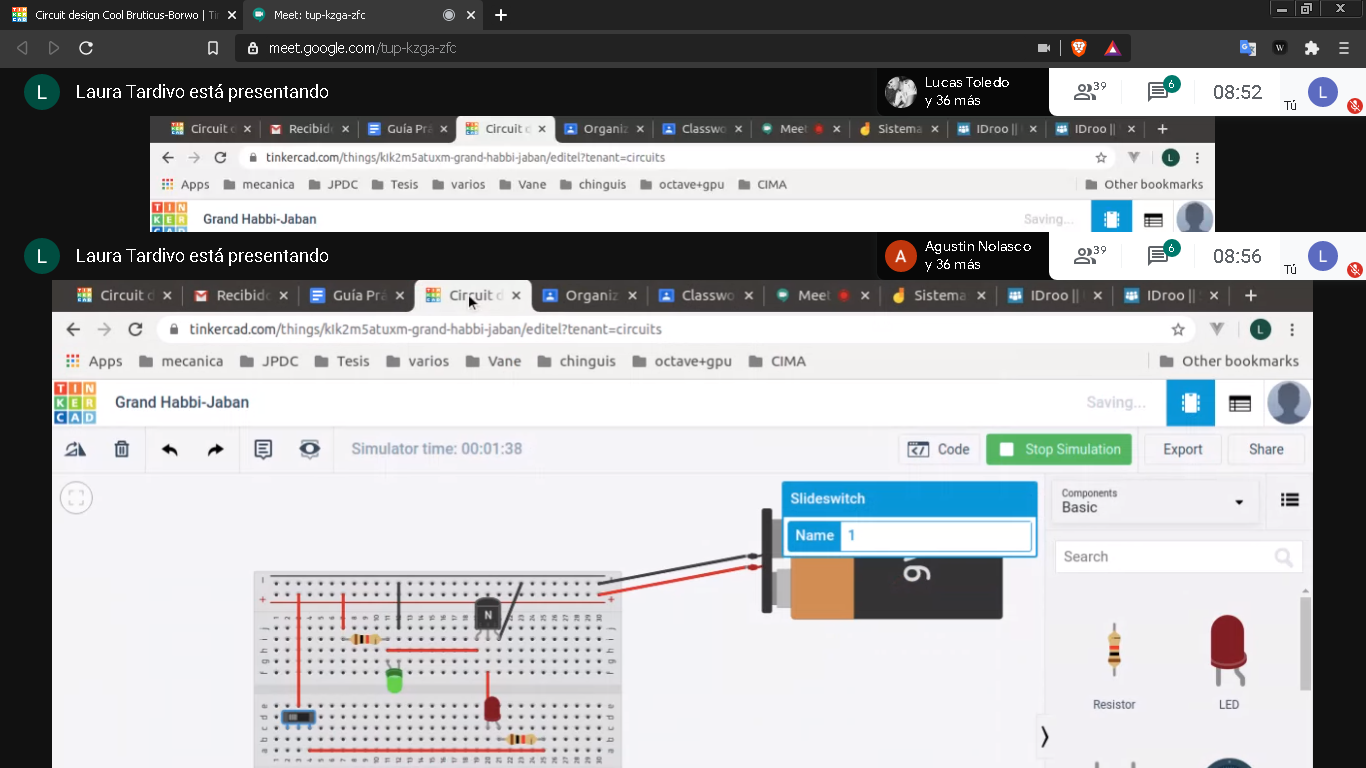 Circuit design Cool Bruticus-Borwo | Ti
Meet: tup-kzga-zfc
meet.google.com/tup-kzga-zfc
L
Laura Tardivo está presentando
Lucas Toledo
y 36 más
39
6
08:52
Tú
L
Circuit d
Recibido
Guía Prá
Circuit d
Organiz
Classwo
Meet
Sistema
IDroo ||
IDroo ||
tinkercad.com/things/kIk2m5atuxm-grand-habbi-jaban/editel?tenant=circuits
L
Apps
mecanica
JPDC
Tesis
varios
Vane
chinguis
octave+gpu
CIMA
Other bookmarks
TIN
KER
Grand Habbi-Jaban
Saving...
L
Laura Tardivo está presentando
A
Agustin Nolasco
y 36 más
39
6
08:56
Tú
L
Circuit d
Recibido
Guía Prá
Circuit d
Organiz
Classwo
Meet
Sistema
IDroo ||
IDroo ||
tinkercad.com/things/kIk2m5atuxm-grand-habbi-jaban/editel?tenant=circuits
L
Apps
mecanica
JPDC
Tesis
varios
Vane
chinguis
octave+gpu
CIMA
Other bookmarks
TIN
KER
CAD
Grand Habbi-Jaban
Saving...
Simulator time: 00:01:38
Code
Stop Simulation
Export
Share
Slideswitch
Name 1
Components
Basic
Search
N
Resistor
LED